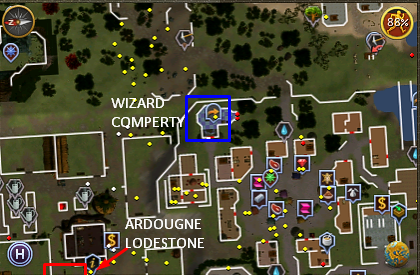 86%
WIZARD
COMPERTY
$
$
ARDOUGNE
LODESTONE
H